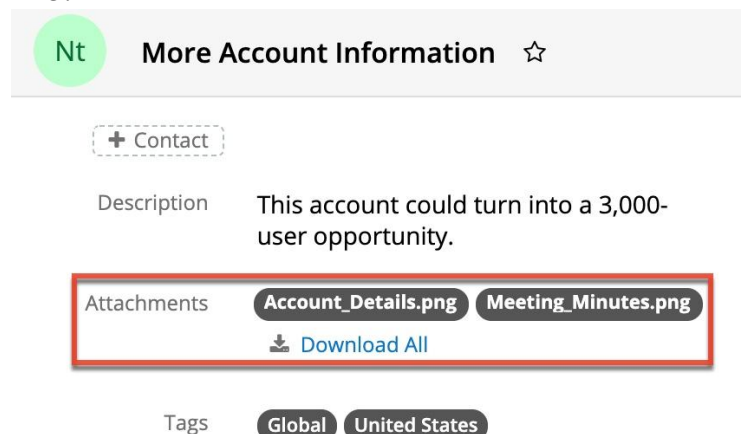 Nt More Account Information
+ Contact
Description This account could turn into a 3,000-
user opportunity.
Attachments Account_Details.png Meeting_Minutes.png
Download All
Tags Global United States